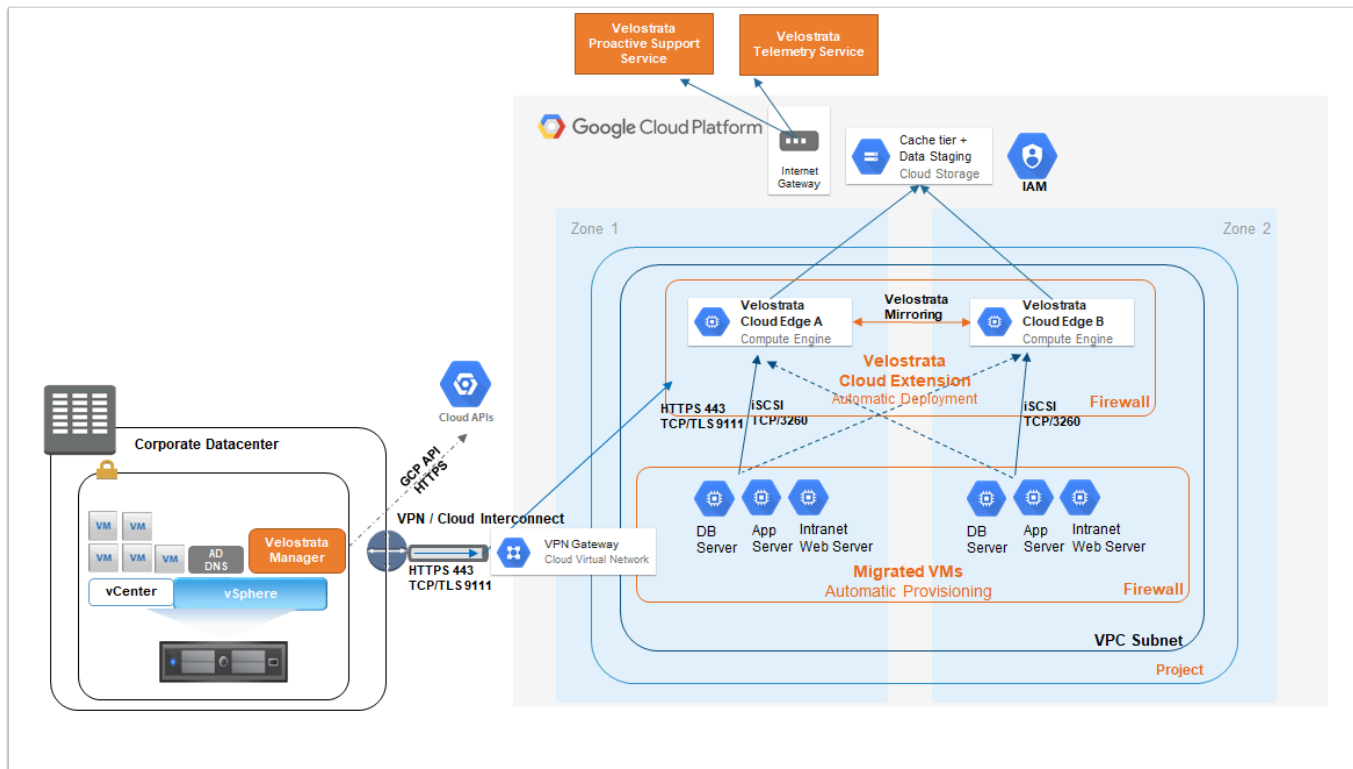 Velostrata
Proactive Support
Service
Velostrata
Telemetry Service
Google Cloud Platform
Internet
Gateway
Cache tier +
Data Staging
Cloud Storage
IAM
Zone 1
Zone 2
Velostrata
Cloud Edge A
Compute Engine
Velostrata
Mirroring
Velostrata
Cloud Edge B
Compute Engine
Velostrata
Cloud Extension
Automatic Deployment
Firewall
HTTPS 443
TCP/TLS 9111
iSCSI
TCP/3260
iSCSI
TCP/3260
Cloud APIs
GCP API
HTTPS
Corporate Datacenter
VM
VM
VM
VM
VM
AD
DNS
Velostrata
Manager
vCenter
vSphere
VPN / Cloud Interconnect
HTTPS 443
TCP/TLS 9111
VPN Gateway
Cloud Virtual Network
DB
Server
App
Server
Intranet
Web Server
DB
Server
App
Server
Intranet
Web Server
Migrated VMs
Automatic Provisioning
Firewall
VPC Subnet
Project